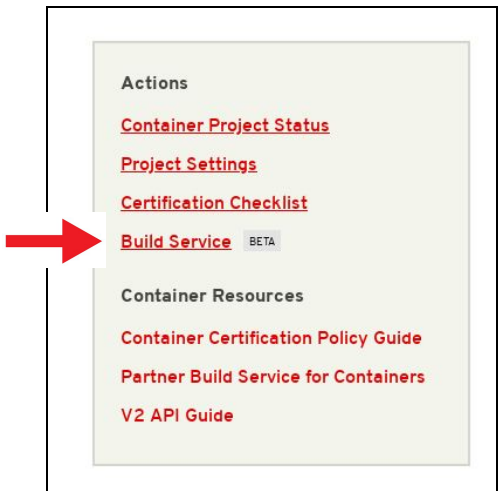 Actions
Container Project Status
Project Settings
Certification Checklist
Build Service BETA
Container Resources
Container Certification Policy Guide
Partner Build Service for Containers
V2 API Guide